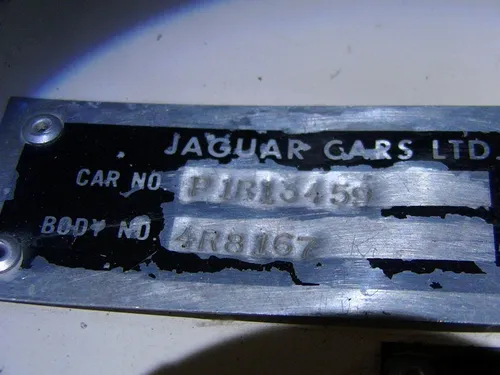 JAGUAR CARS LTD
CAR NO. P1R13459
BODY NO. 4R8167